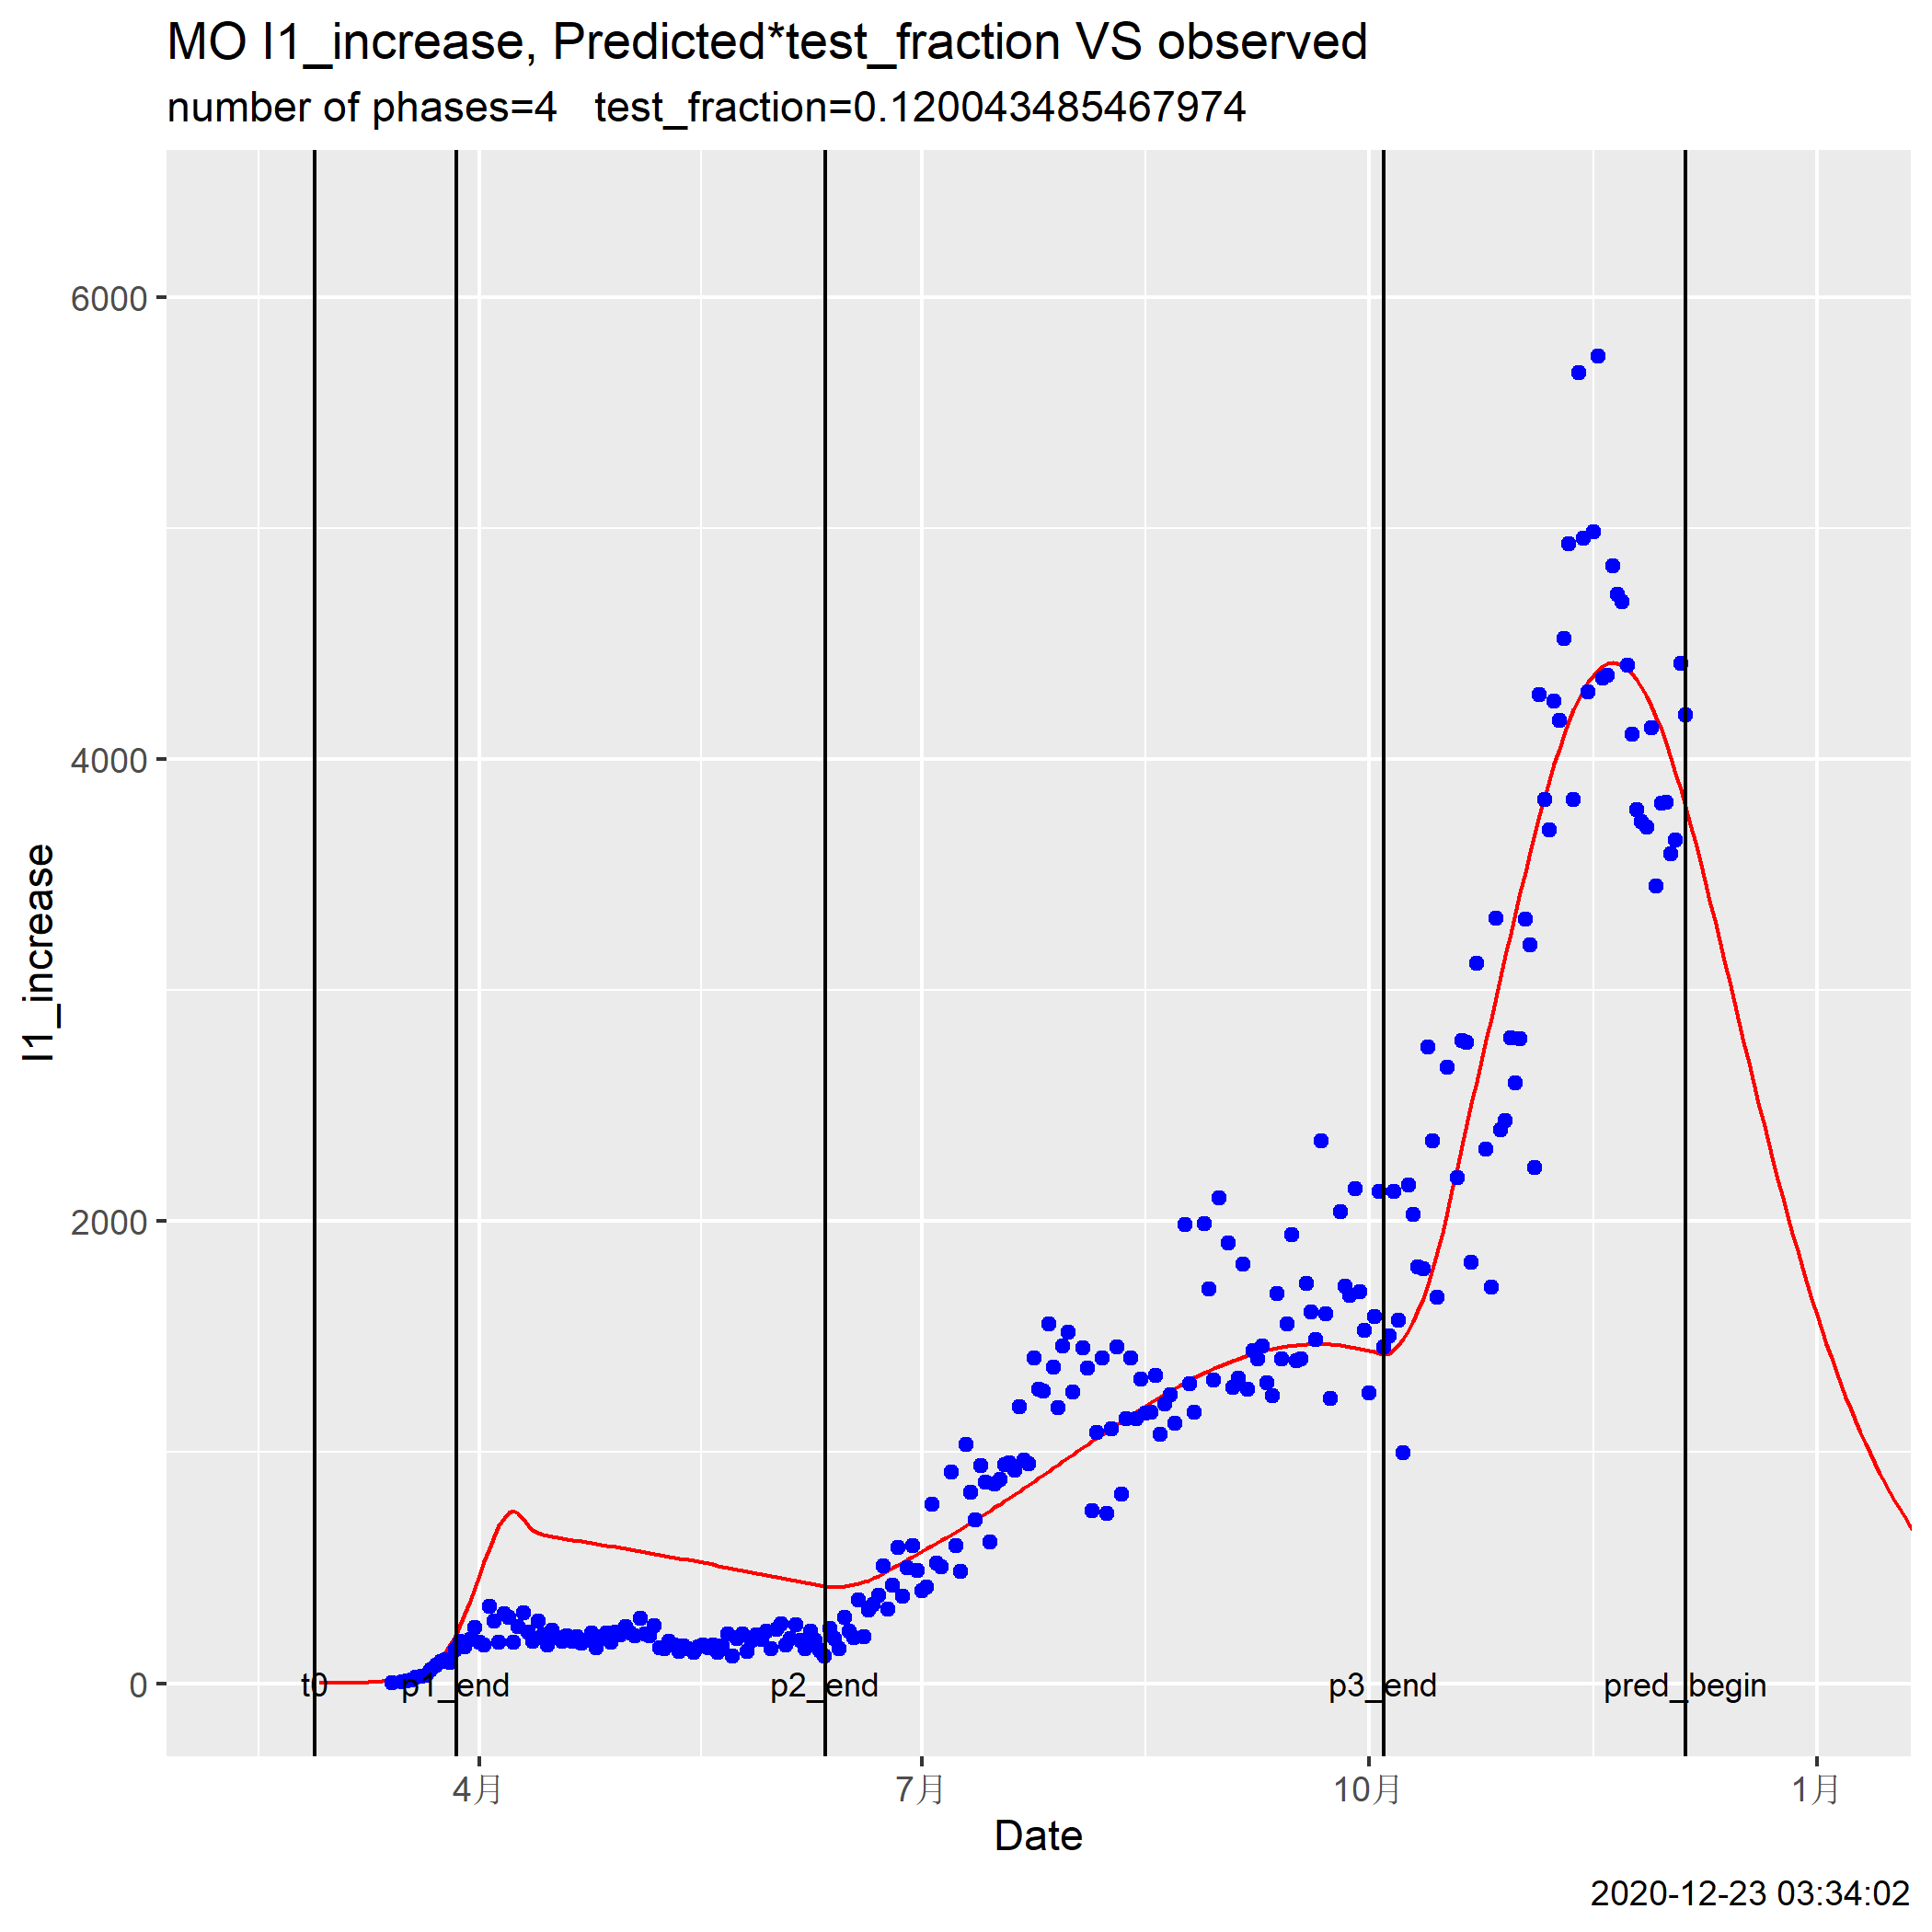 MO I1_increase, Predicted*test_fraction VS observed
number of phases=4   test_fraction=0.120043485467974
6000
4000
2000
0
I1_increase
t0
p1_end
p2_end
p3_end
pred_begin
4月
7月
10月
1月
Date
2020-12-23 03:34:02